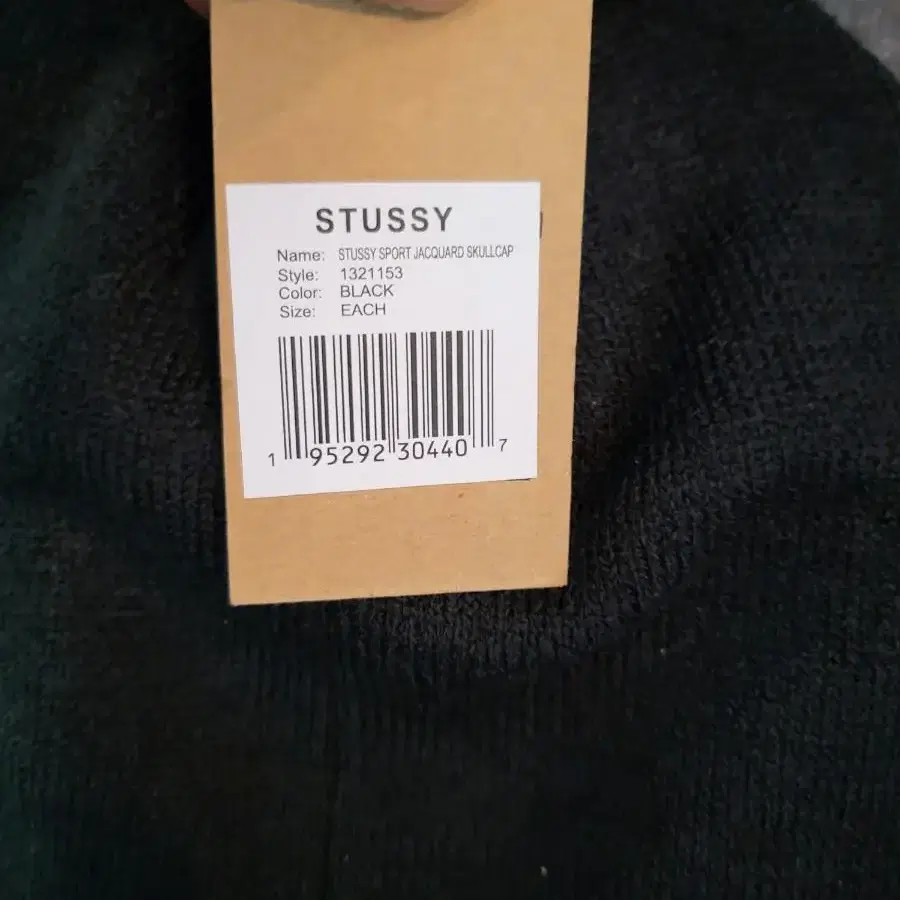 STUSSY
Name: STUSSY SPORT JACQUARD SKULLCAP
Style: 1321153
Color: BLACK
Size: EACH
1 95292 30440 7